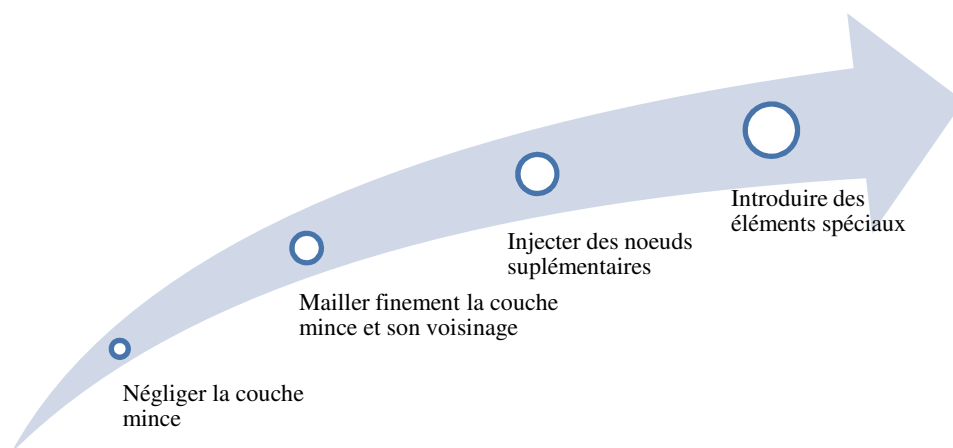 Négliger la couche
mince
Mailler finement la couche
mince et son voisinage
Injecter des noeuds
suplémentaires
Introduire des
éléments spéciaux